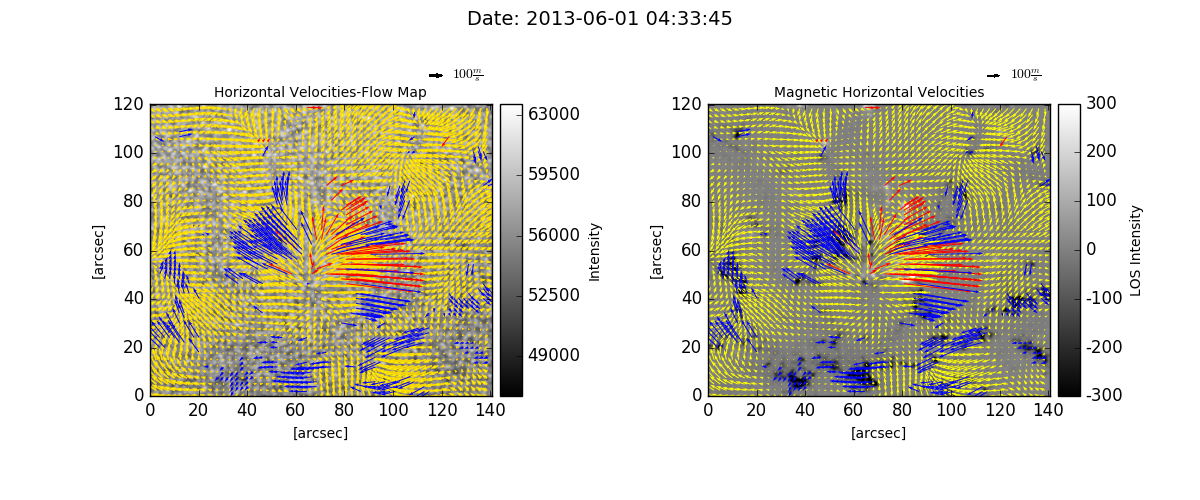 Date: 2013-06-01 04:33:45
100 m/s
100 m/s
Horizontal Velocities-Flow Map
Magnetic Horizontal Velocities
120
100
80
60
40
20
0
[arcsec]
0 20 40 60 80 100 120 140
[arcsec]
63000
59500
56000
52500
49000
Intensity
120
100
80
60
40
20
0
[arcsec]
0 20 40 60 80 100 120 140
[arcsec]
300
200
100
0
-100
-200
-300
LOS Intensity